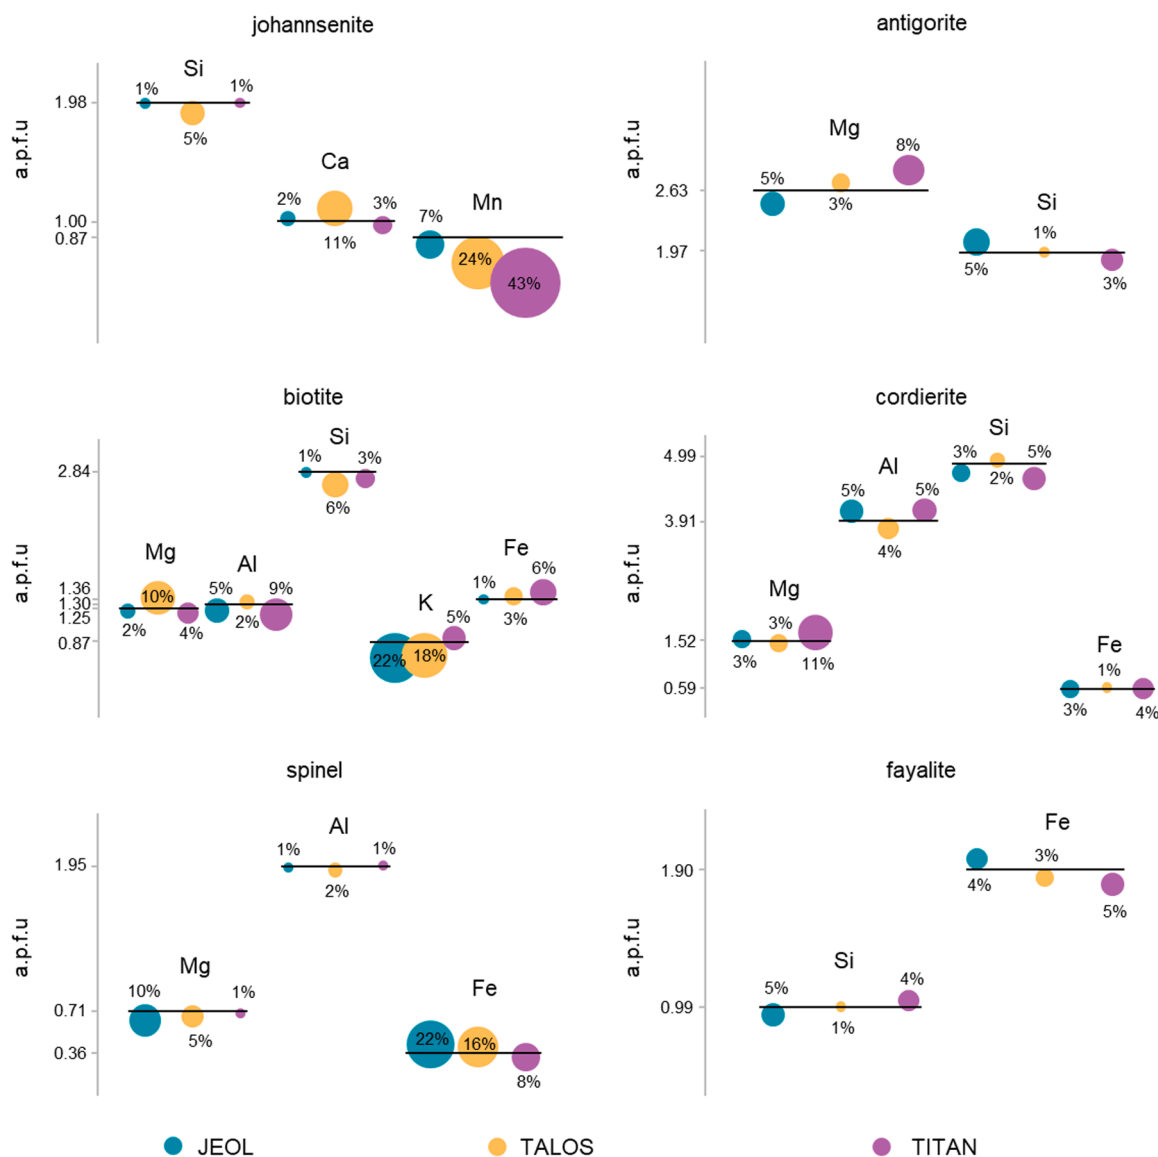 johannsenite
a.p.f.u
1.98
1.00
0.87
Si
1%
1%
5%
Ca
2%
3%
11%
Mn
7%
24%
43%
antigorite
a.p.f.u
2.63
1.97
Mg
5%
8%
3%
Si
1%
5%
3%
biotite
a.p.f.u
2.84
1.36
1.30
1.25
0.87
Si
1%
3%
6%
Mg
10%
2%
4%
Al
5%
9%
2%
Fe
1%
6%
3%
K
5%
22%
18%
cordierite
a.p.f.u
4.99
3.91
1.52
0.59
Si
3%
5%
2%
Al
5%
5%
4%
Mg
3%
3%
11%
Fe
1%
3%
4%
spinel
a.p.f.u
1.95
0.71
0.36
Al
1%
1%
2%
Mg
10%
1%
5%
Fe
22%
16%
8%
fayalite
a.p.f.u
1.90
0.99
Fe
3%
4%
5%
Si
5%
4%
1%
JEOL
TALOS
TITAN